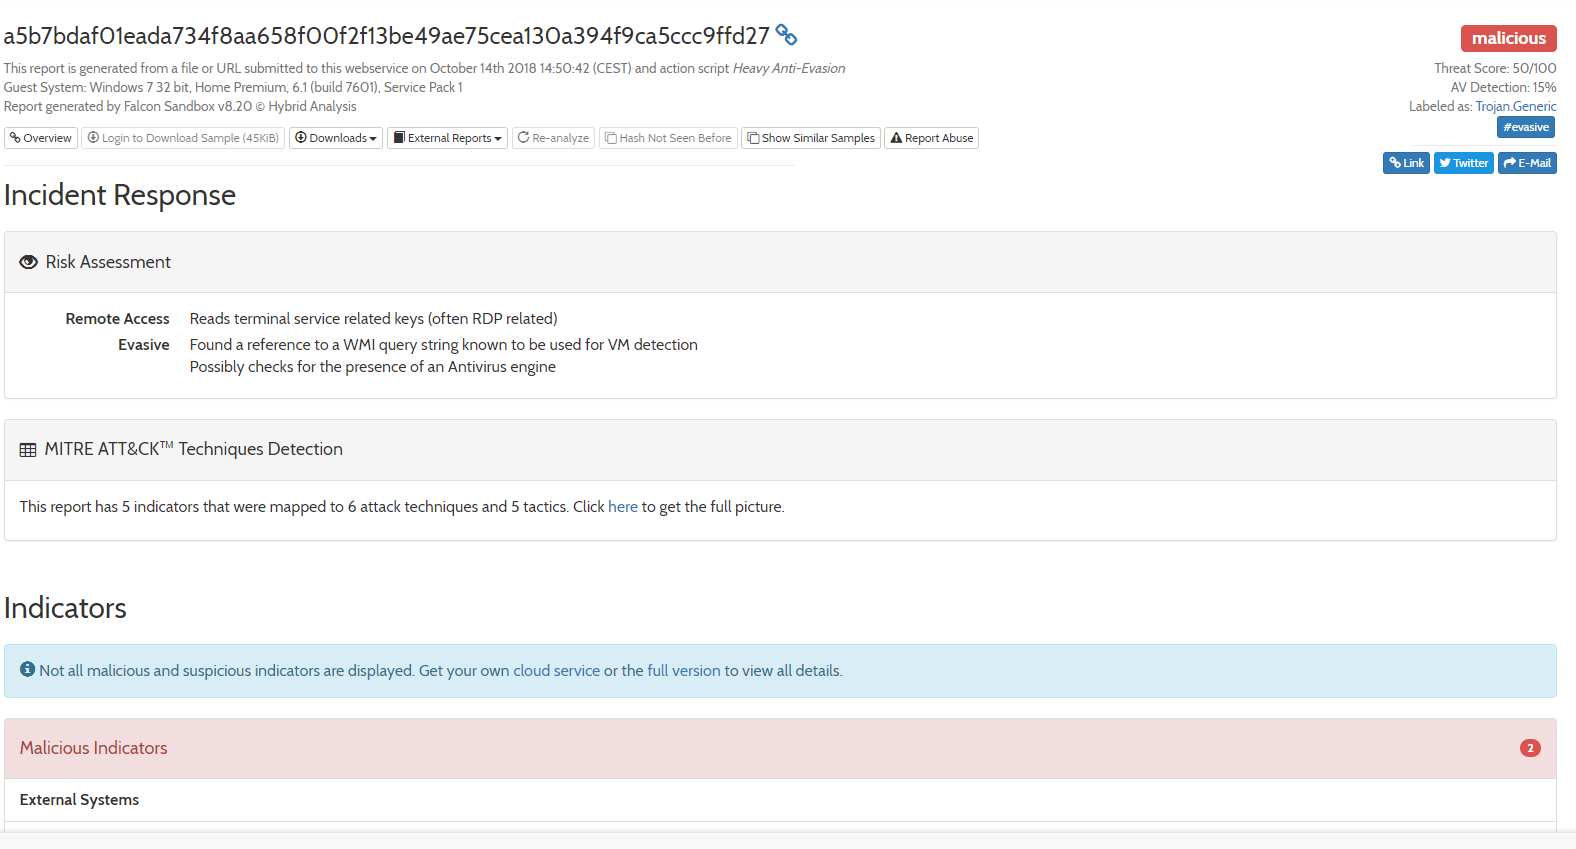 a5b7bdaf01eada734f8aa658f00f2f13be49ae75cea130a394f9ca5ccc9ffd27
malicious
This report is generated from a file or URL submitted to this webservice on October 14th 2018 14:50:42 (CEST) and action script Heavy Anti-Evasion
Guest System: Windows 7 32 bit, Home Premium, 6.1 (build 7601), Service Pack 1
Report generated by Falcon Sandbox v8.20 © Hybrid Analysis
Threat Score: 50/100
AV Detection: 15%
Labeled as: Trojan.Generic
#evasive
Overview Login to Download Sample (45KiB) Downloads External Reports Re-analyze Hash Not Seen Before Show Similar Samples Report Abuse
Link Twitter E-Mail
Incident Response
Risk Assessment
Remote Access Reads terminal service related keys (often RDP related)
Evasive Found a reference to a WMI query string known to be used for VM detection
Possibly checks for the presence of an Antivirus engine
MITRE ATT&CK™ Techniques Detection
This report has 5 indicators that were mapped to 6 attack techniques and 5 tactics. Click here to get the full picture.
Indicators
Not all malicious and suspicious indicators are displayed. Get your own cloud service or the full version to view all details.
Malicious Indicators 2
External Systems